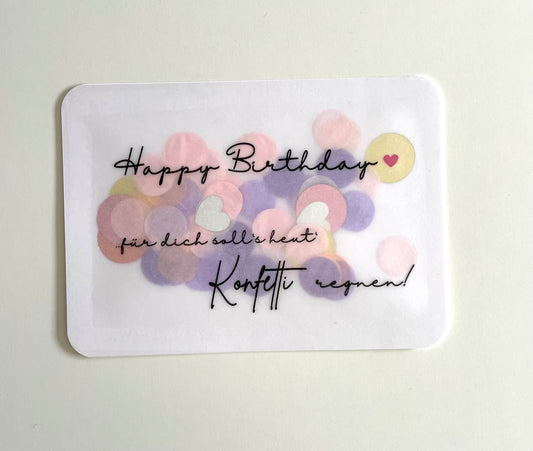 Happy Birthday
für dich soll's heut'
Konfetti regnen!